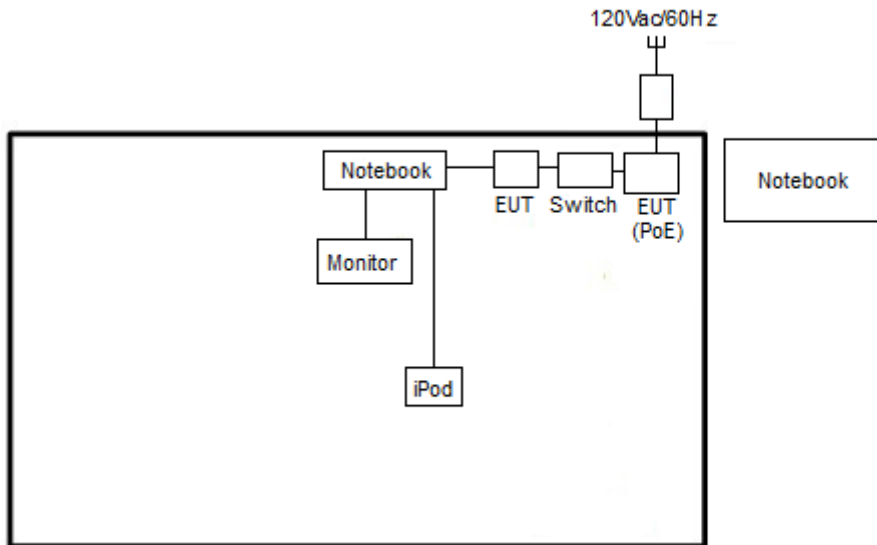 120Vac/60Hz
Notebook
Notebook
EUT
Switch
EUT
(PoE)
Monitor
iPod